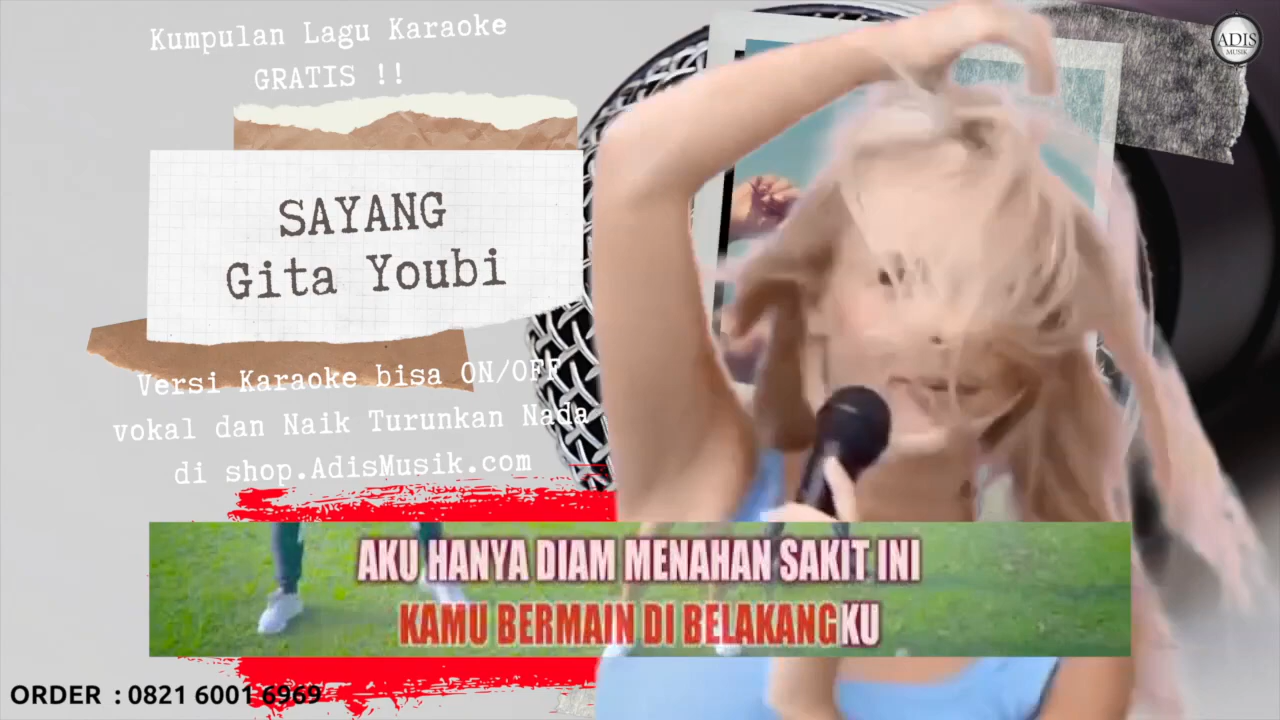 Kumpulan Lagu Karaoke
GRATIS !!
ADIS
MUSIK
SAYANG
Gita Youbi
Versi Karaoke bisa ON/OFF
vokal dan Naik Turunkan Nada
di shop.AdisMusik.com
AKU HANYA DIAM MENAHAN SAKIT INI
KAMU BERMAIN DI BELAKANGKU
ORDER : 0821 6001 6969